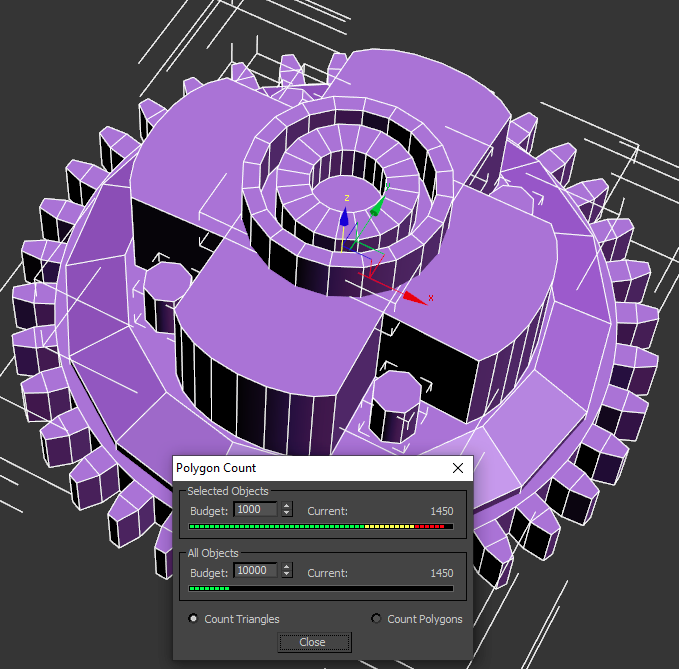 z
x
Polygon Count
Selected Objects
Budget: 1000 Current: 1450
All Objects
Budget: 10000 Current: 1450
Count Triangles Count Polygons
Close